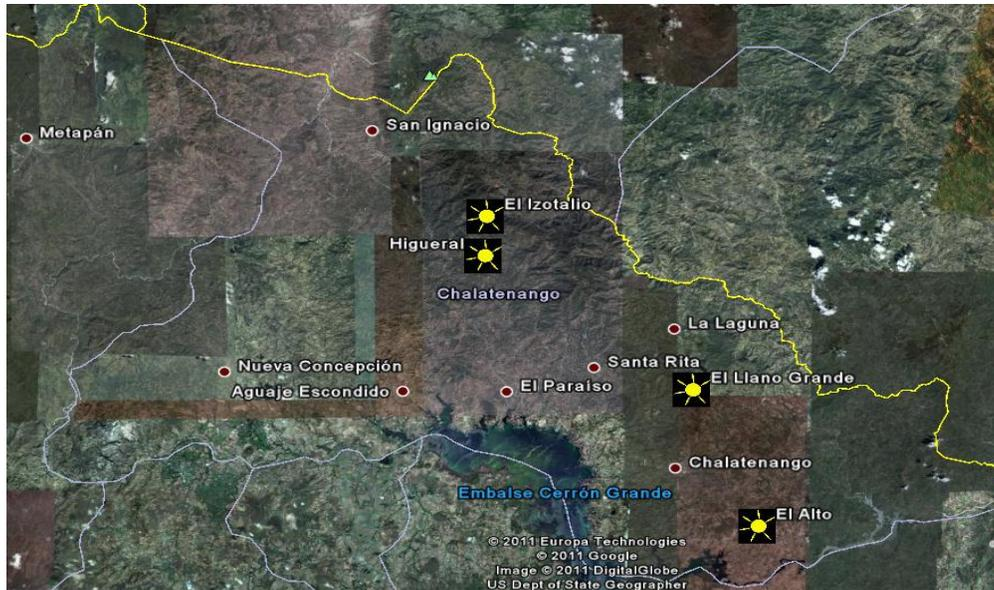 Metapán
San Ignacio
El Izotalio
Higueral
Chalatenango
La Laguna
Santa Rita
Nueva Concepción
El Llano Grande
Aguaje Escondido
El Paraíso
Chalatenango
Embalse Cerrón Grande
El Alto
© 2011 Europa Technologies
© 2011 Google
Image © 2011 DigitalGlobe
US Dept of State Geographer